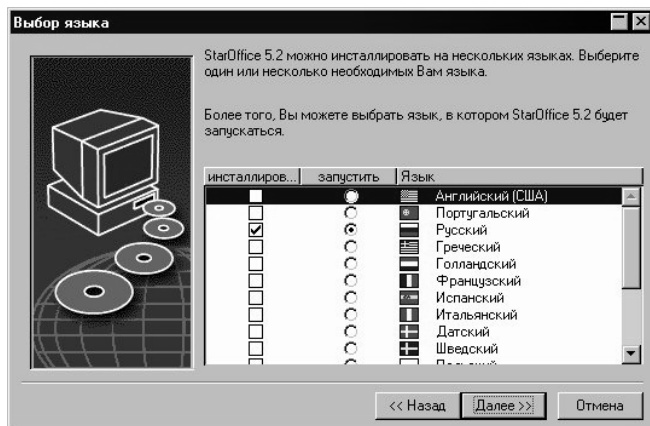 Выбор языка
StarOffice 5.2 можно инсталлировать на нескольких языках. Выберите
один или несколько необходимых Вам языка.
Более того, Вы можете выбрать язык, в котором StarOffice 5.2 будет
запускаться.
инсталлиров... запустить Язык
Английский (США)
Португальский
Русский
Греческий
Голландский
Французский
Испанский
Итальянский
Датский
Шведский
<< Назад Далее >> Отмена